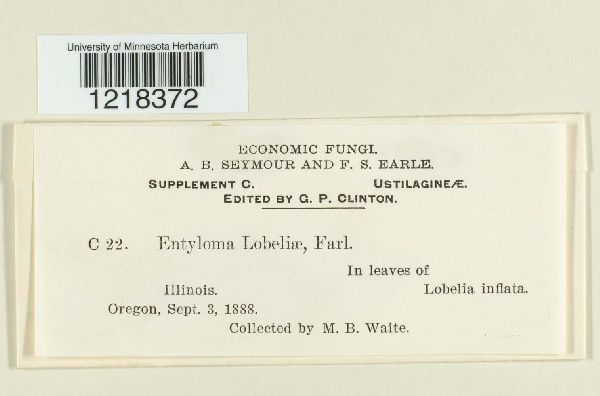 University of Minnesota Herbarium
1218372
ECONOMIC FUNGI.
A. B. SEYMOUR AND F. S. EARLE.
SUPPLEMENT C. USTILAGINEÆ.
EDITED BY G. P. CLINTON.
C 22. Entyloma Lobeliæ, Farl.
In leaves of
Illinois. Lobelia inflata.
Oregon, Sept. 3, 1888.
Collected by M. B. Waite.